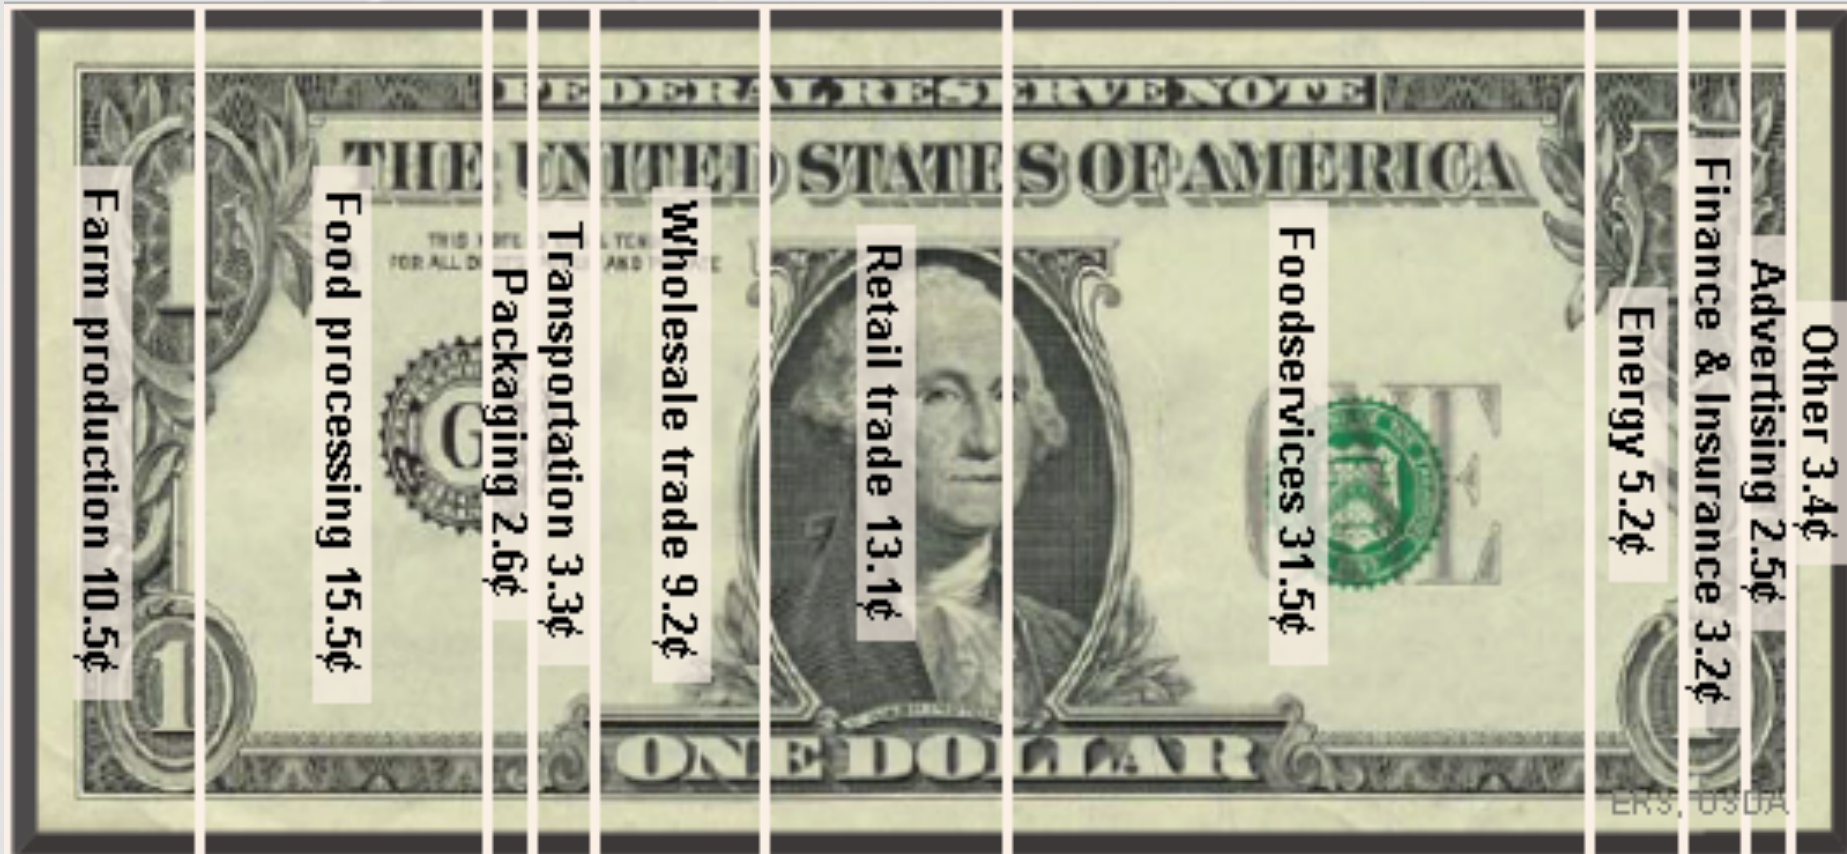 FEDERAL RESERVE NOTE
THE UNITED STATES OF AMERICA
Farm production 10.5¢
Food processing 15.5¢
Packaging 2.6¢
Transportation 3.3¢
Wholesale trade 9.2¢
Retail trade 13.1¢
Foodservices 31.5¢
Energy 5.2¢
Finance & Insurance 3.2¢
Advertising 2.5¢
Other 3.4¢
1
G
1
ONE DOLLAR
ERS, USDA